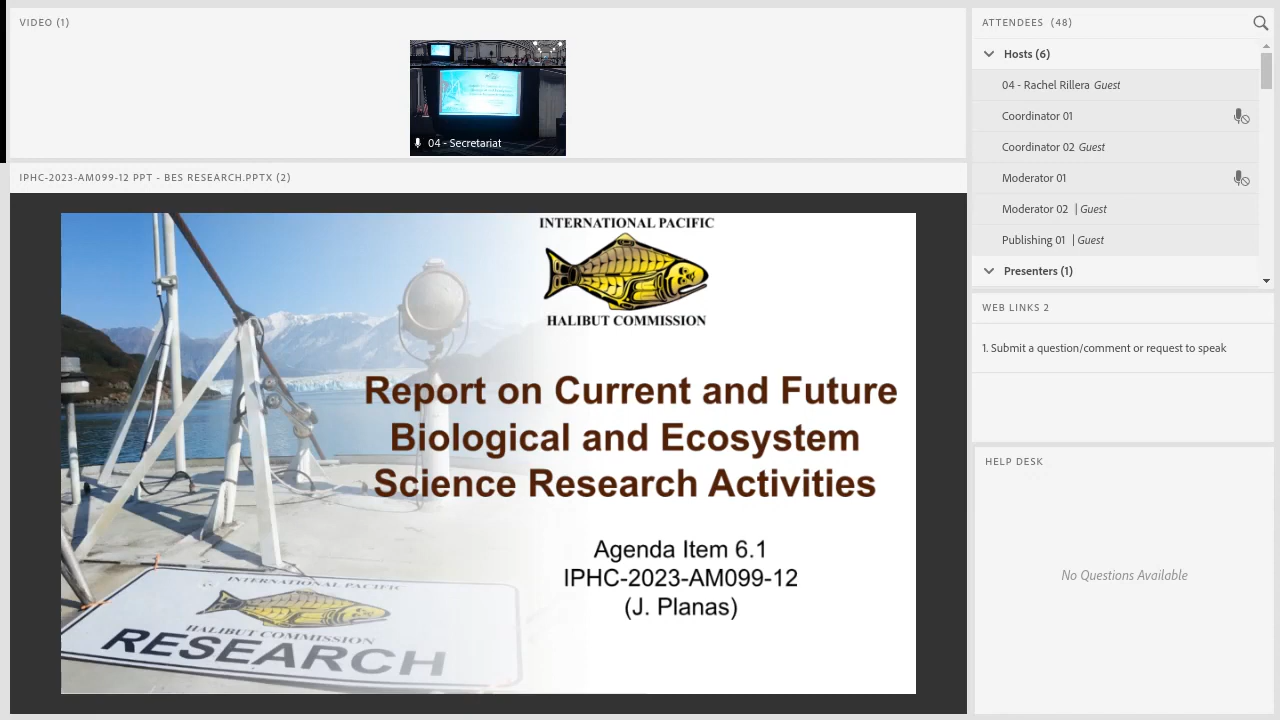 VIDEO (1)
04 - Secretariat
IPHC-2023-AM099-12 PPT - BES RESEARCH.PPTX (2)
INTERNATIONAL PACIFIC
HALIBUT COMMISSION
Report on Current and Future
Biological and Ecosystem
Science Research Activities
Agenda Item 6.1
IPHC-2023-AM099-12
(J. Planas)
INTERNATIONAL PACIFIC
HALIBUT COMMISSION
RESEARCH
ATTENDEES (48)
Hosts (6)
04 - Rachel Rillera Guest
Coordinator 01
Coordinator 02 Guest
Moderator 01
Moderator 02 | Guest
Publishing 01 | Guest
Presenters (1)
WEB LINKS 2
1. Submit a question/comment or request to speak
HELP DESK
No Questions Available